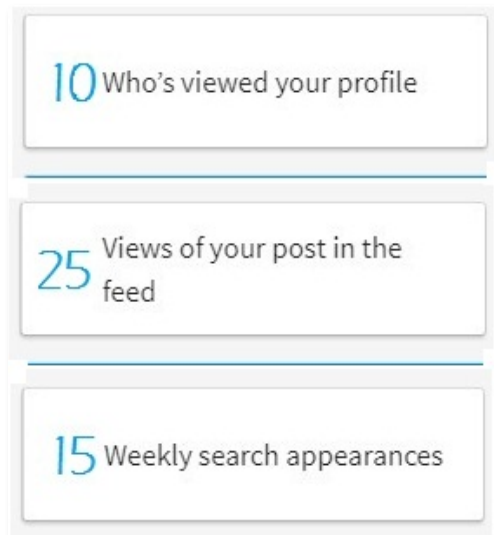 10 Who's viewed your profile
25 Views of your post in the
feed
15 Weekly search appearances